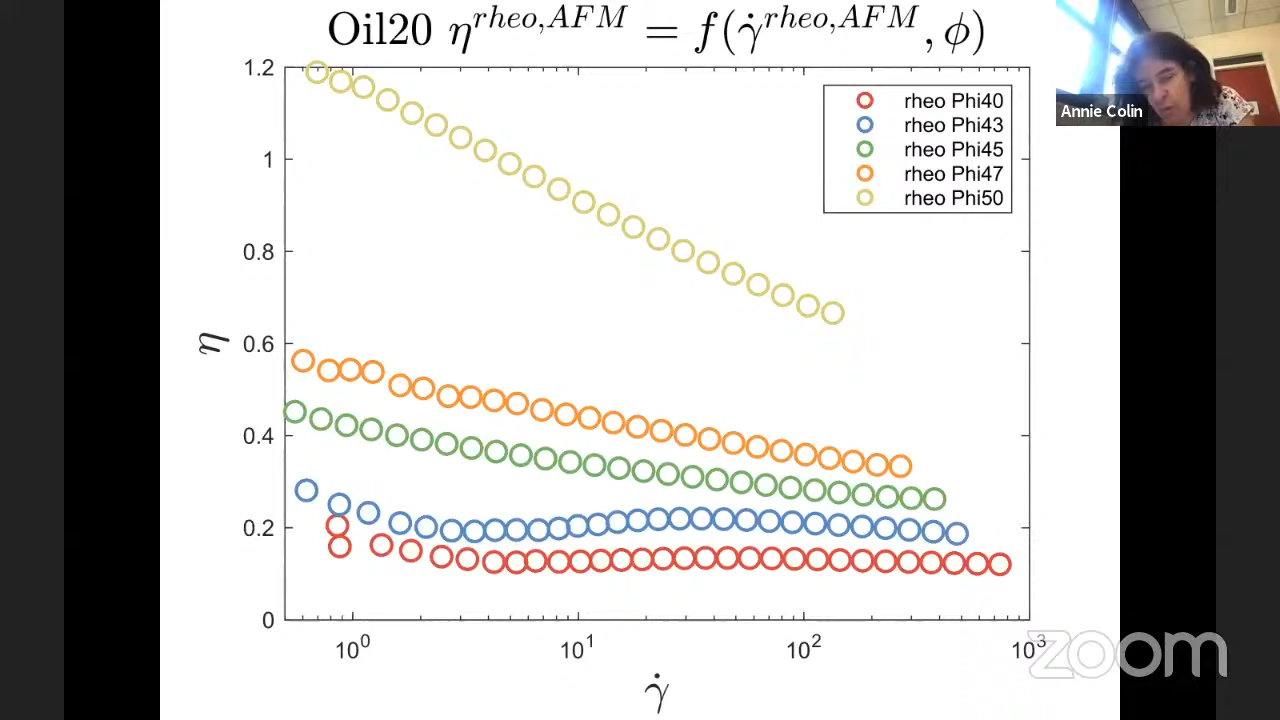 Oil20 η^{rheo,AFM} = f(γ̇^{rheo,AFM}, ϕ)
Annie Colin
rheo Phi40
rheo Phi43
rheo Phi45
rheo Phi47
rheo Phi50
1.2
1
0.8
0.6
0.4
0.2
0
η
10^0 10^1 10^2 10^3
γ̇
zoom